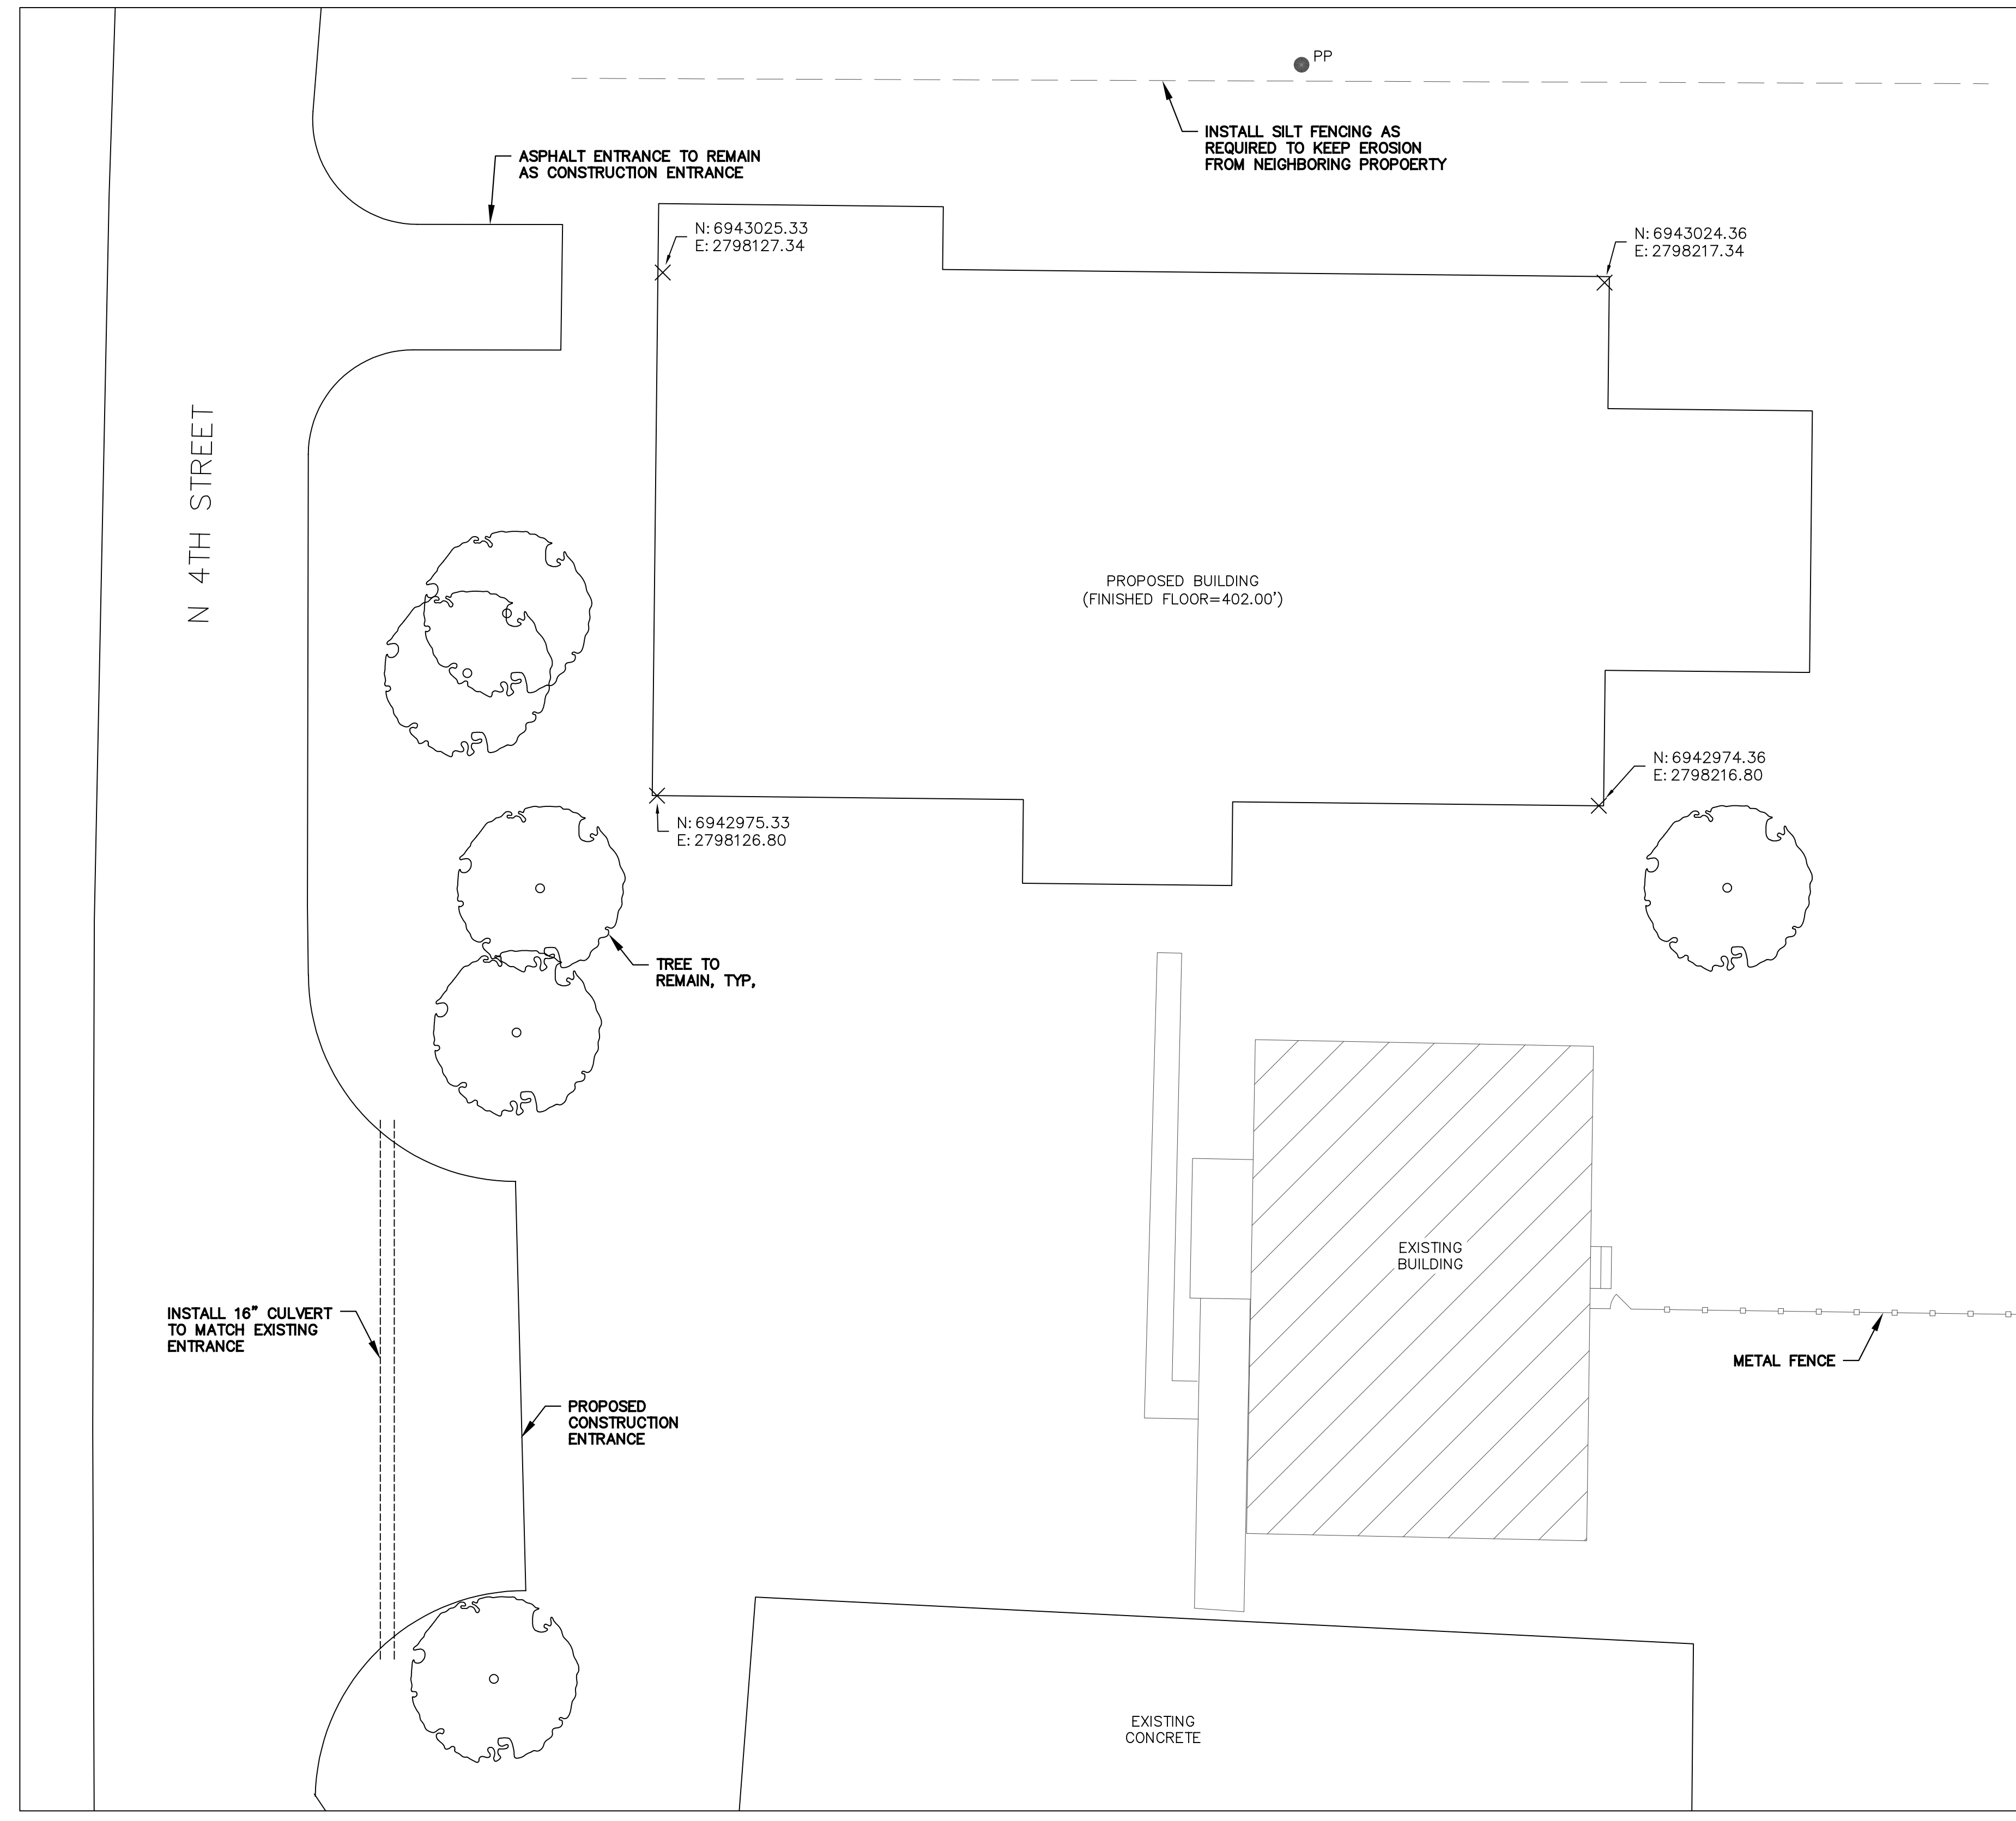 PP
INSTALL SILT FENCING AS
REQUIRED TO KEEP EROSION
FROM NEIGHBORING PROPOERTY
ASPHALT ENTRANCE TO REMAIN
AS CONSTRUCTION ENTRANCE
N: 6943025.33
E: 2798127.34
N: 6943024.36
E: 2798217.34
N 4TH STREET
PROPOSED BUILDING
(FINISHED FLOOR=402.00')
N: 6942974.36
E: 2798216.80
N: 6942975.33
E: 2798126.80
TREE TO
REMAIN, TYP,
EXISTING
BUILDING
INSTALL 16" CULVERT
TO MATCH EXISTING
ENTRANCE
METAL FENCE
PROPOSED
CONSTRUCTION
ENTRANCE
EXISTING
CONCRETE